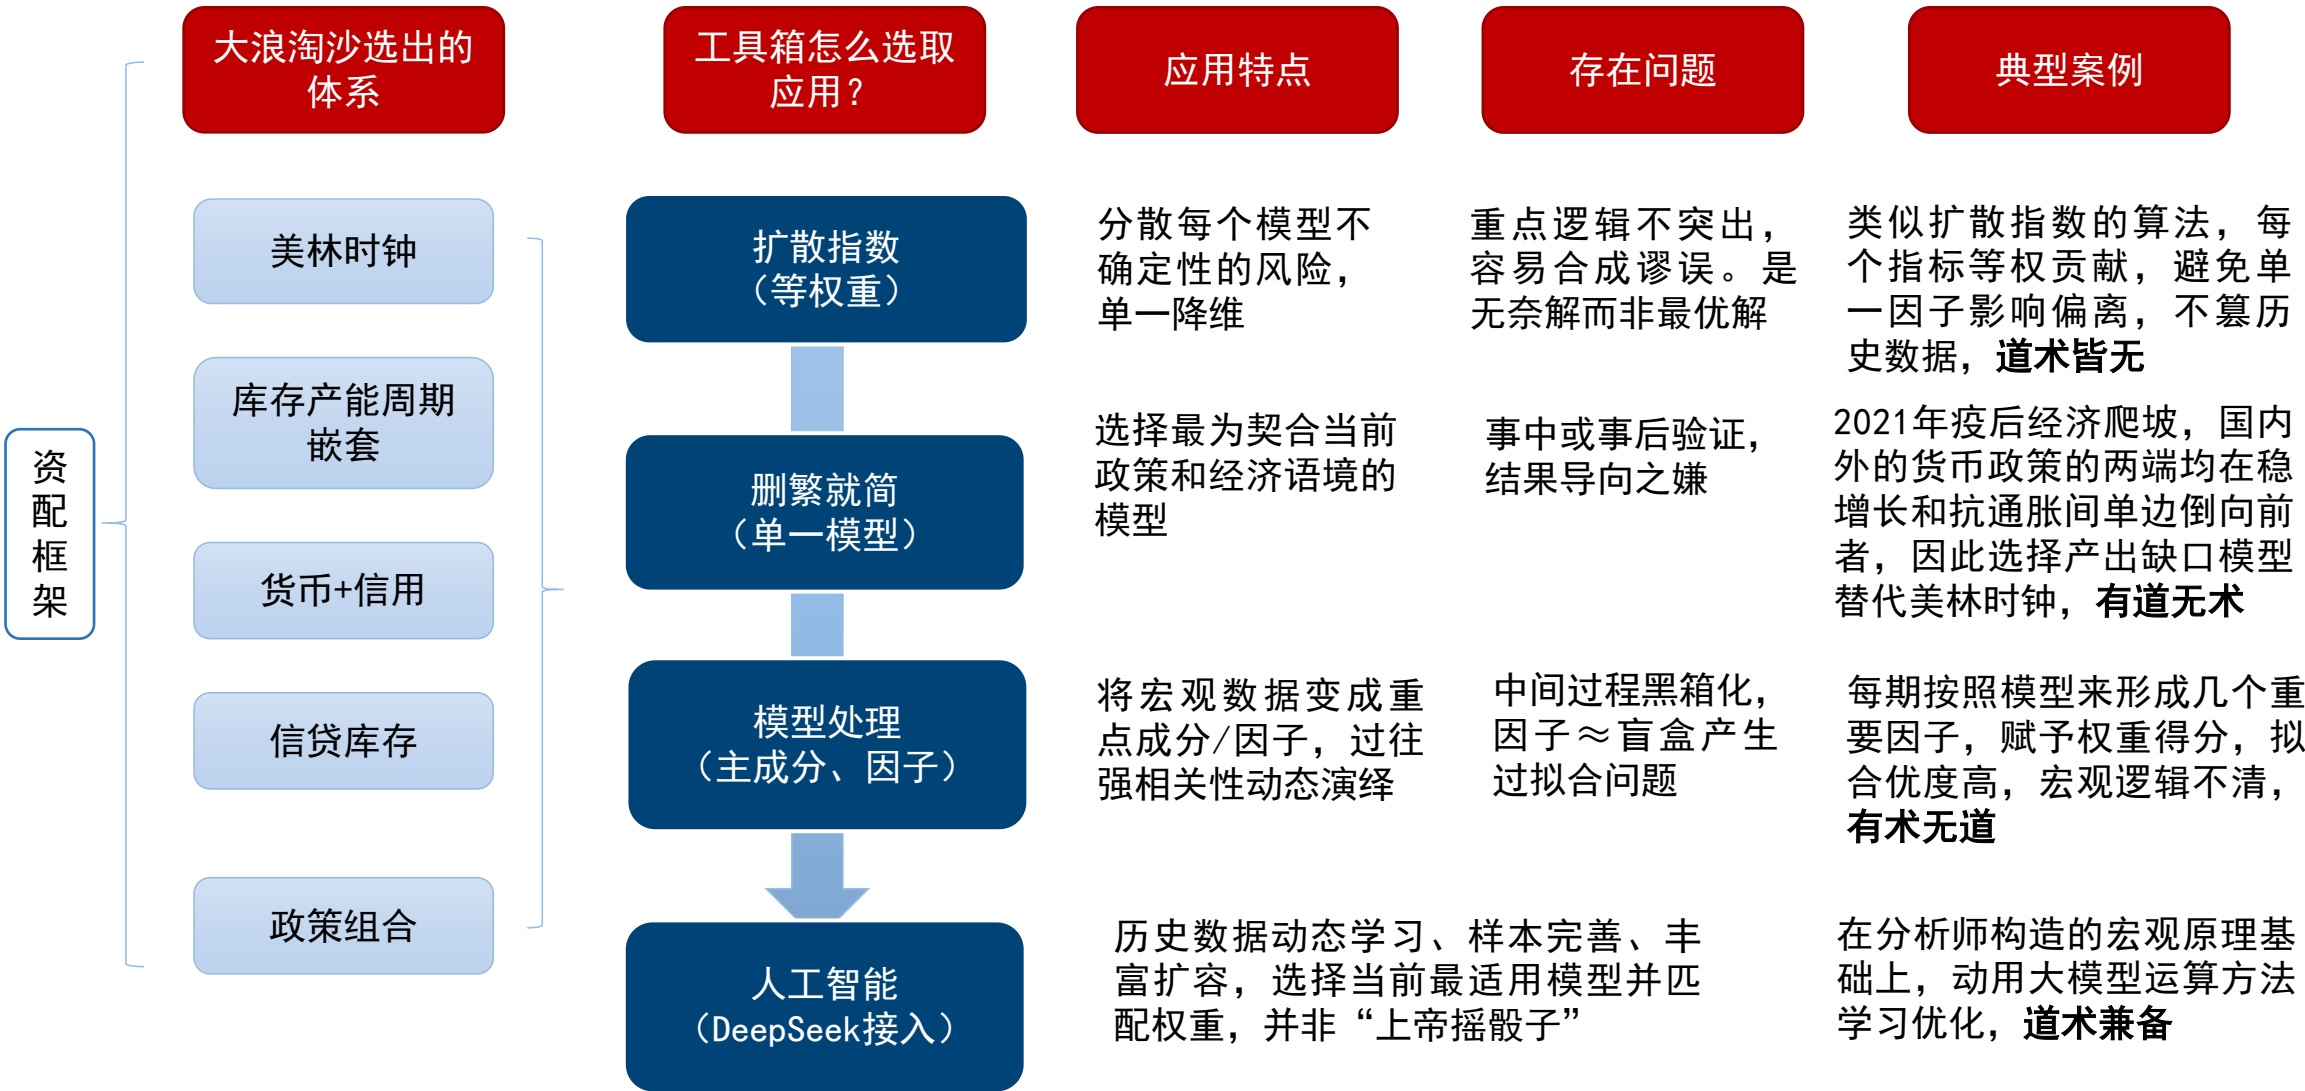 大浪淘沙选出的
体系
工具箱怎么选取
应用？
应用特点
存在问题
典型案例
资
配
框
架
美林时钟
库存产能周期
嵌套
货币+信用
信贷库存
政策组合
扩散指数
（等权重）
分散每个模型不
确定性的风险，
单一降维
重点逻辑不突出，
容易合成谬误。是
无奈解而非最优解
类似扩散指数的算法，每
个指标等权贡献，避免单
一因子影响偏离，不篡历
史数据，道术皆无
删繁就简
（单一模型）
选择最为契合当前
政策和经济语境的
模型
事中或事后验证，
结果导向之嫌
2021年疫后经济爬坡，国内
外的货币政策的两端均在稳
增长和抗通胀间单边倒向前
者，因此选择产出缺口模型
替代美林时钟，有道无术
模型处理
（主成分、因子）
将宏观数据变成重
点成分/因子，过往
强相关性动态演绎
中间过程黑箱化，
因子≈盲盒产生
过拟合问题
每期按照模型来形成几个重
要因子，赋予权重得分，拟
合优度高，宏观逻辑不清，
有术无道
人工智能
（DeepSeek接入）
历史数据动态学习、样本完善、丰
富扩容，选择当前最适用模型并匹
配权重，并非“上帝摇骰子”
在分析师构造的宏观原理基
础上，动用大模型运算方法
学习优化，道术兼备